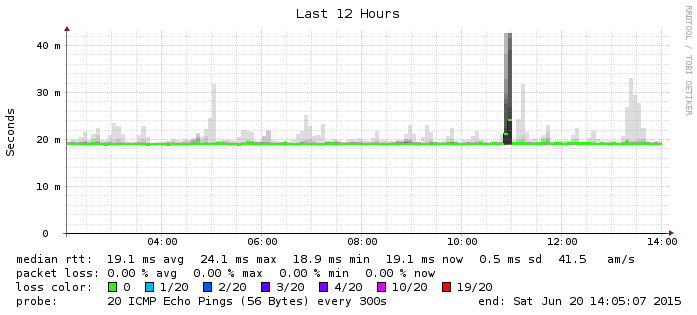 Last 12 Hours
RRDTOOL / TOBI OETIKER
Seconds
40 m
30 m
20 m
10 m
0
04:00 06:00 08:00 10:00 12:00 14:00
median rtt: 19.1 ms avg 24.1 ms max 18.9 ms min 19.1 ms now 0.5 ms sd 41.5 am/s
packet loss: 0.00 % avg 0.00 % max 0.00 % min 0.00 % now
loss color: 0 1/20 2/20 3/20 4/20 10/20 19/20
probe: 20 ICMP Echo Pings (56 Bytes) every 300s end: Sat Jun 20 14:05:07 2015